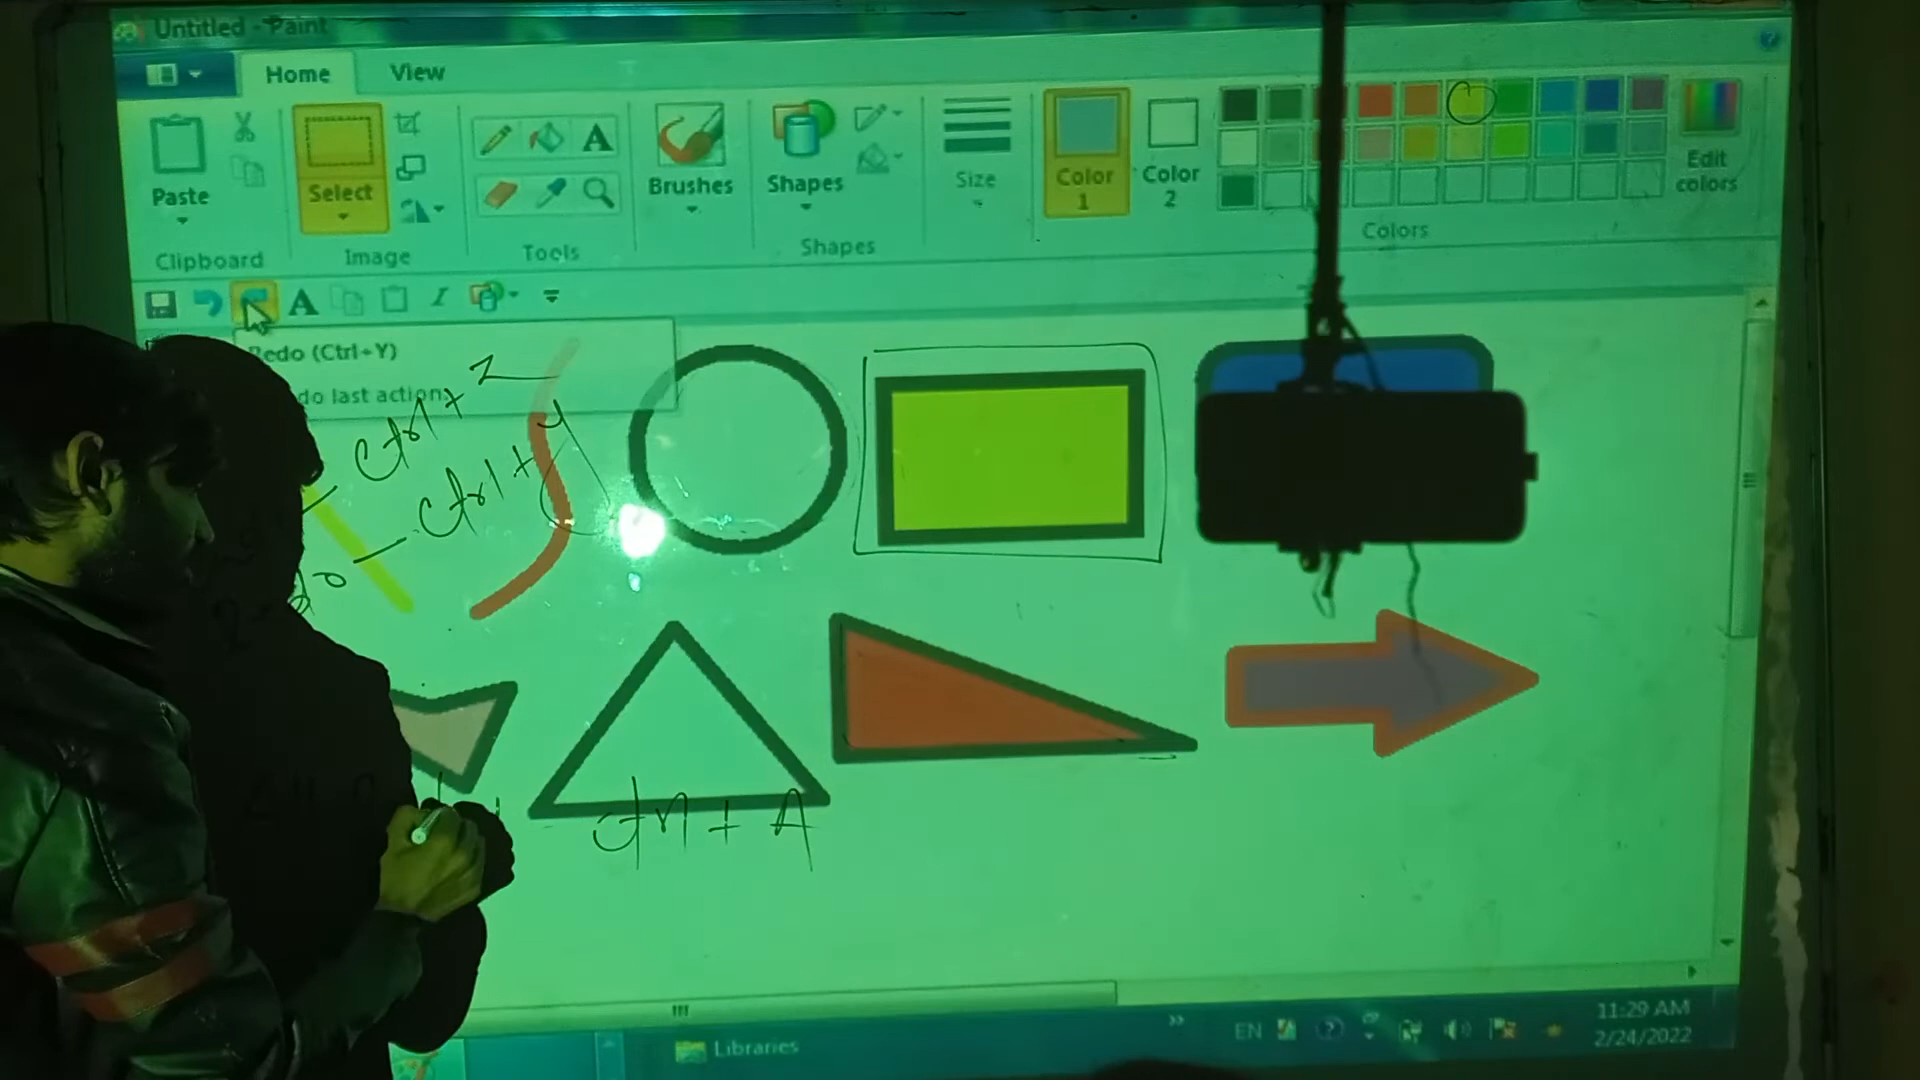 Untitled - Paint
Home View
Paste
Select
Brushes
Shapes
Size
Color 1
Color 2
Edit colors
Clipboard
Image
Tools
Shapes
Colors
Redo (Ctrl+Y)
do last action
Ctrl + Z
Ctrl + Y
do
Ctrl + A
Libraries
EN
11:29 AM
2/24/2022